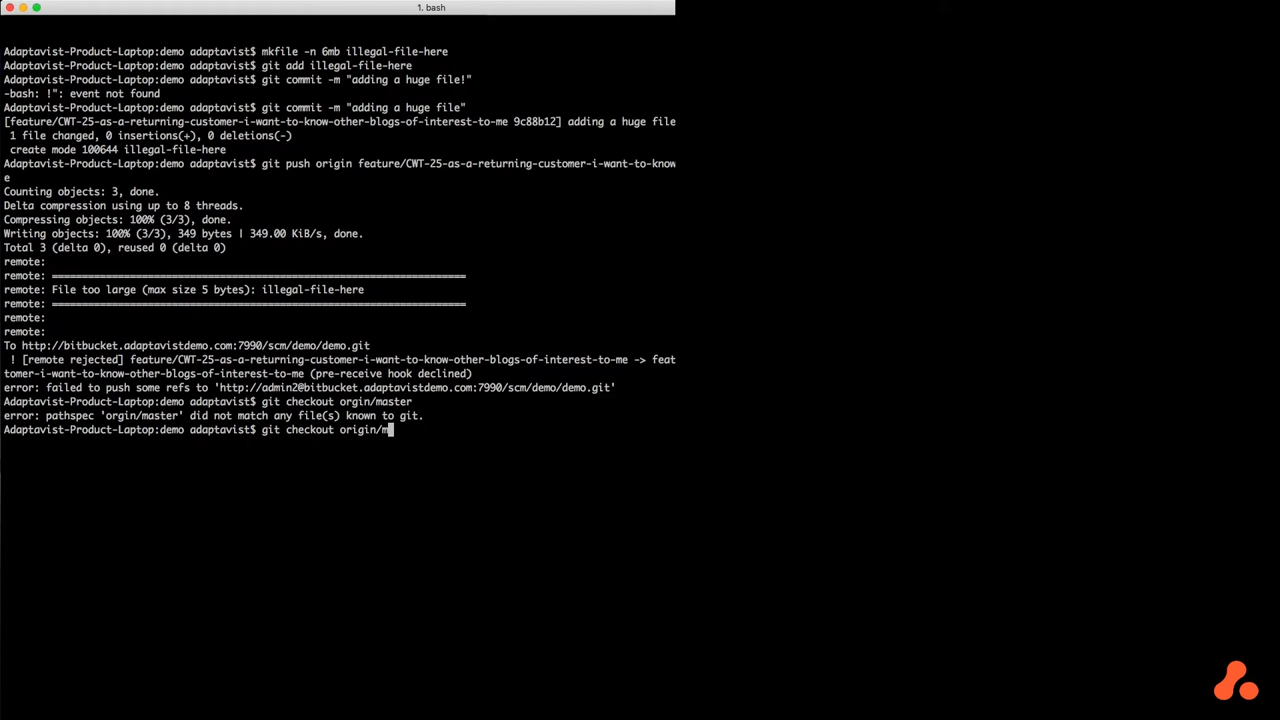 1. bash
Adaptavist-Product-Laptop:demo adaptavist$ mkfile -n 6mb illegal-file-here
Adaptavist-Product-Laptop:demo adaptavist$ git add illegal-file-here
Adaptavist-Product-Laptop:demo adaptavist$ git commit -m "adding a huge file!"
-bash: !": event not found
Adaptavist-Product-Laptop:demo adaptavist$ git commit -m "adding a huge file"
[feature/CWT-25-as-a-returning-customer-i-want-to-know-other-blogs-of-interest-to-me 9c88b12] adding a huge file
 1 file changed, 0 insertions(+), 0 deletions(-)
 create mode 100644 illegal-file-here
Adaptavist-Product-Laptop:demo adaptavist$ git push origin feature/CWT-25-as-a-returning-customer-i-want-to-know
e
Counting objects: 3, done.
Delta compression using up to 8 threads.
Compressing objects: 100% (3/3), done.
Writing objects: 100% (3/3), 349 bytes | 349.00 KiB/s, done.
Total 3 (delta 0), reused 0 (delta 0)
remote:
remote: =====================================================================
remote: File too large (max size 5 bytes): illegal-file-here
remote: =====================================================================
remote:
remote:
To http://bitbucket.adaptavistdemo.com:7990/scm/demo/demo.git
 ! [remote rejected] feature/CWT-25-as-a-returning-customer-i-want-to-know-other-blogs-of-interest-to-me -> feat
tomer-i-want-to-know-other-blogs-of-interest-to-me (pre-receive hook declined)
error: failed to push some refs to 'http://admin2@bitbucket.adaptavistdemo.com:7990/scm/demo/demo.git'
Adaptavist-Product-Laptop:demo adaptavist$ git checkout orgin/master
error: pathspec 'orgin/master' did not match any file(s) known to git.
Adaptavist-Product-Laptop:demo adaptavist$ git checkout origin/m